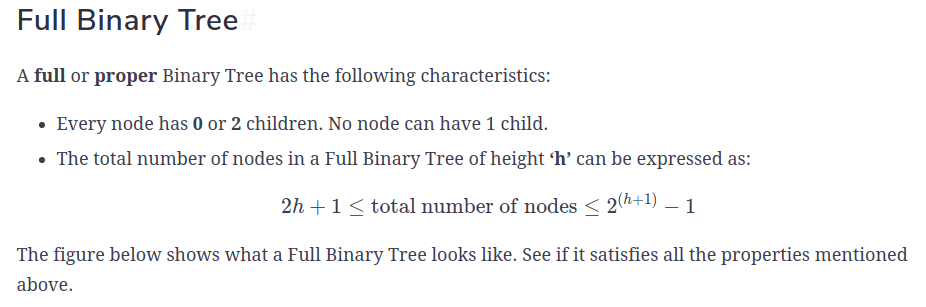 Full Binary Tree#
A full or proper Binary Tree has the following characteristics:
• Every node has 0 or 2 children. No node can have 1 child.
• The total number of nodes in a Full Binary Tree of height ‘h’ can be expressed as:
2h + 1 ≤ total number of nodes ≤ 2^(h+1) − 1
The figure below shows what a Full Binary Tree looks like. See if it satisfies all the properties mentioned
above.